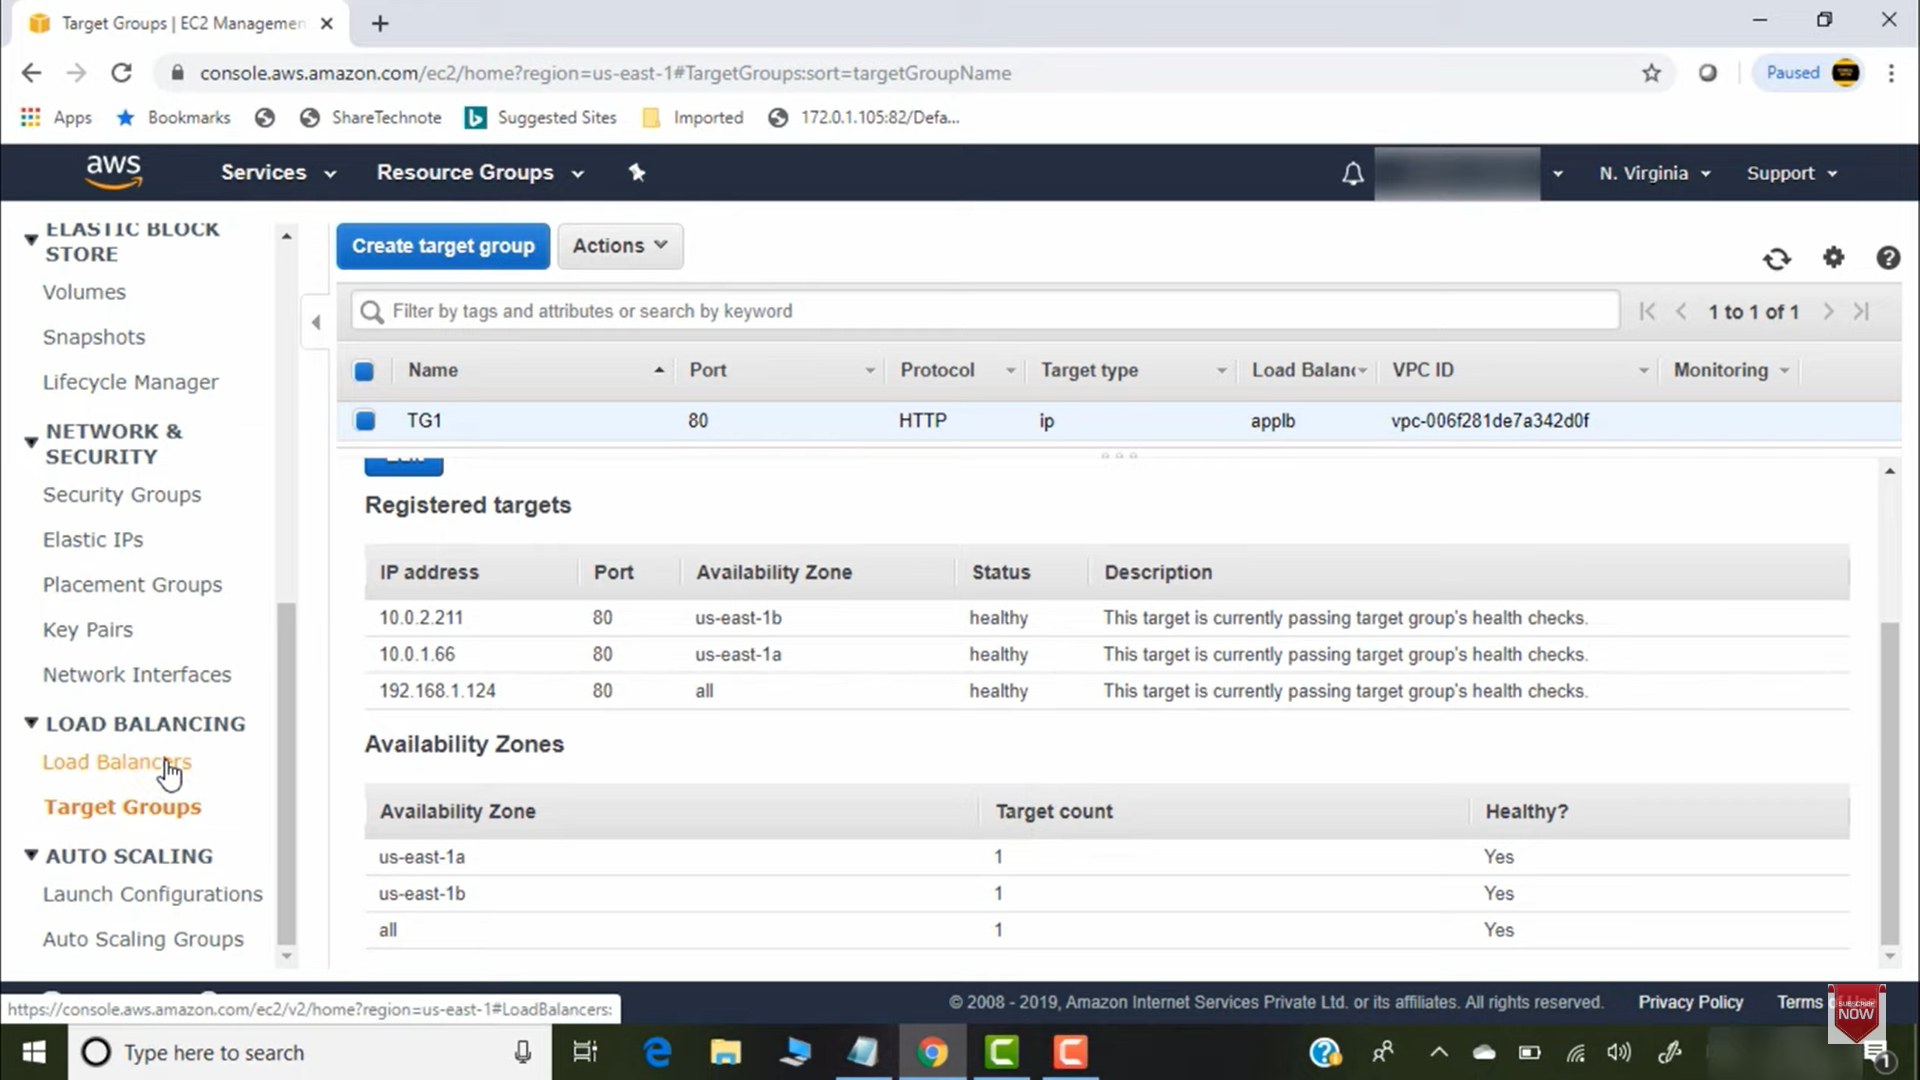 Target Groups | EC2 Managemen
console.aws.amazon.com/ec2/home?region=us-east-1#TargetGroups:sort=targetGroupName
Paused
Apps Bookmarks ShareTechnote Suggested Sites Imported 172.0.1.105:82/Defa...
aws Services Resource Groups N. Virginia Support
ELASTIC BLOCK
STORE
Volumes
Snapshots
Lifecycle Manager
NETWORK &
SECURITY
Security Groups
Elastic IPs
Placement Groups
Key Pairs
Network Interfaces
LOAD BALANCING
Load Balancers
Target Groups
AUTO SCALING
Launch Configurations
Auto Scaling Groups
Create target group Actions
Filter by tags and attributes or search by keyword 1 to 1 of 1
Name Port Protocol Target type Load Balanc VPC ID Monitoring
TG1 80 HTTP ip applb vpc-006f281de7a342d0f
Registered targets
IP address Port Availability Zone Status Description
10.0.2.211 80 us-east-1b healthy This target is currently passing target group's health checks.
10.0.1.66 80 us-east-1a healthy This target is currently passing target group's health checks.
192.168.1.124 80 all healthy This target is currently passing target group's health checks.
Availability Zones
Availability Zone Target count Healthy?
us-east-1a 1 Yes
us-east-1b 1 Yes
all 1 Yes
https://console.aws.amazon.com/ec2/v2/home?region=us-east-1#LoadBalancers:
© 2008 - 2019, Amazon Internet Services Private Ltd. or its affiliates. All rights reserved. Privacy Policy Terms
SUBSCRIBE
NOW
Type here to search
1